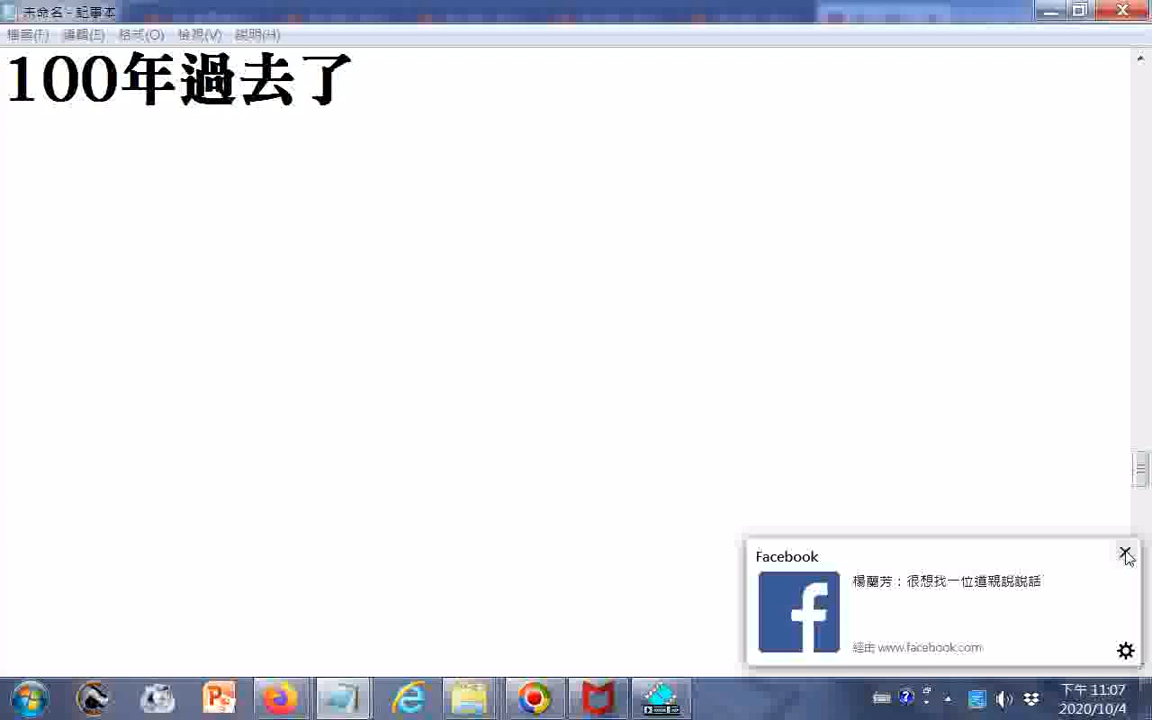 未命名 - 記事本
檔案(F) 編輯(E) 格式(O) 檢視(V) 說明(H)
100年過去了
Facebook
楊蘭芳：很想找一位道親說說話
經由 www.facebook.com
下午 11:07
2020/10/4